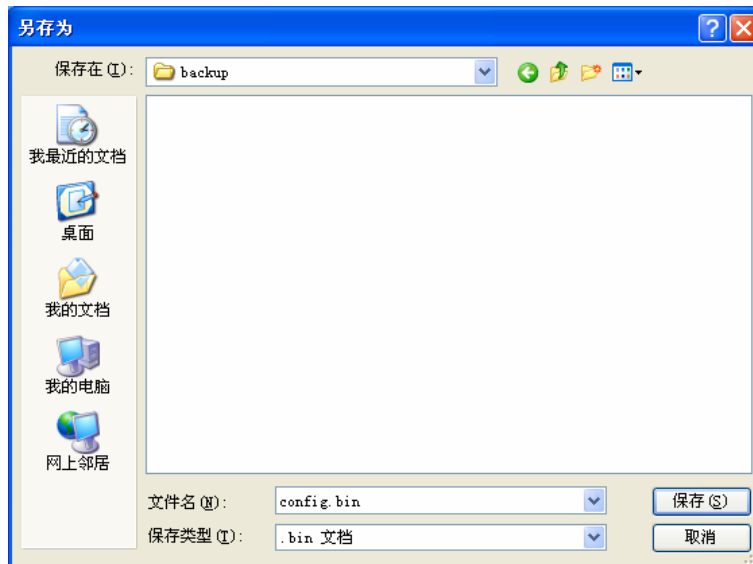 另存为
保存在(I):
backup
我最近的文档
桌面
我的文档
我的电脑
网上邻居
文件名(N):
config.bin
保存(S)
保存类型(T):
.bin 文档
取消